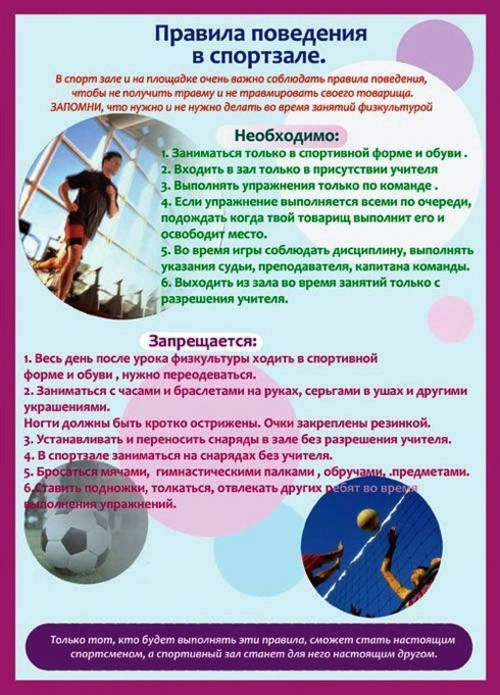 Правила поведения
в спортзале.
В спорт зале и на площадке очень важно соблюдать правила поведения,
чтобы не получить травму и не травмировать своего товарища.
ЗАПОМНИ, что нужно и не нужно делать во время занятий физкультурой
Необходимо:
1. Заниматься только в спортивной форме и обуви .
2. Входить в зал только в присутствии учителя
3. Выполнять упражнения только по команде .
4. Если упражнение выполняется всеми по очереди,
подождать когда твой товарищ выполнит его и
освободит место.
5. Во время игры соблюдать дисциплину, выполнять
указания судьи, преподавателя, капитана команды.
6. Выходить из зала во время занятий только с
разрешения учителя.
Запрещается:
1. Весь день после урока физкультуры ходить в спортивной
форме и обуви , нужно переодеваться.
2. Заниматься с часами и браслетами на руках, серьгами в ушах и другими
украшениями.
Ногти должны быть кротко острижены. Очки закреплены резинкой.
3. Устанавливать и переносить снаряды в зале без разрешения учителя.
4. В спортзале заниматься на снарядах без учителя.
5. Бросаться мячами, гимнастическими палками , обручами, .предметами.
6.Ставить подножки, толкаться, отвлекать других ребят во время
выполнения упражнений.
Только тот, кто будет выполнять эти правила, сможет стать настоящим
спортсменом, а спортивный зал станет для него настоящим другом.